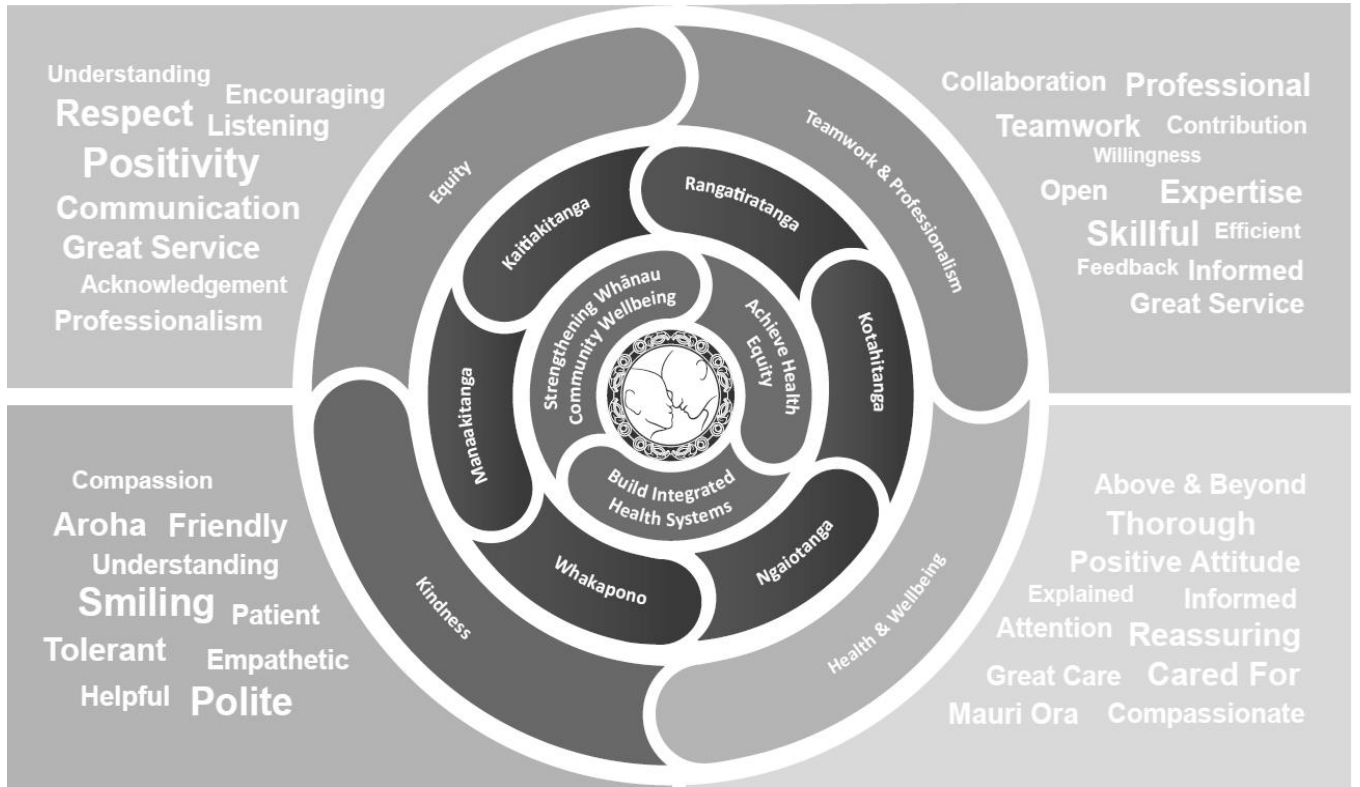 Understanding
Encouraging
Respect
Listening
Positivity
Communication
Great Service
Acknowledgement
Professionalism
Collaboration
Professional
Teamwork
Contribution
Willingness
Open
Expertise
Skillful
Efficient
Feedback
Informed
Great Service
Equity
Teamwork & Professionalism
Kaitiakitanga
Rangatiratanga
Strengthening Whānau
Community Wellbeing
Achieve Health
Equity
Manaakitanga
Kotahitanga
Build Integrated
Health Systems
Whakapono
Ngaiotanga
Kindness
Health & Wellbeing
Compassion
Aroha
Friendly
Understanding
Smiling
Patient
Tolerant
Empathetic
Helpful
Polite
Above & Beyond
Thorough
Positive Attitude
Explained
Informed
Attention
Reassuring
Great Care
Cared For
Mauri Ora
Compassionate